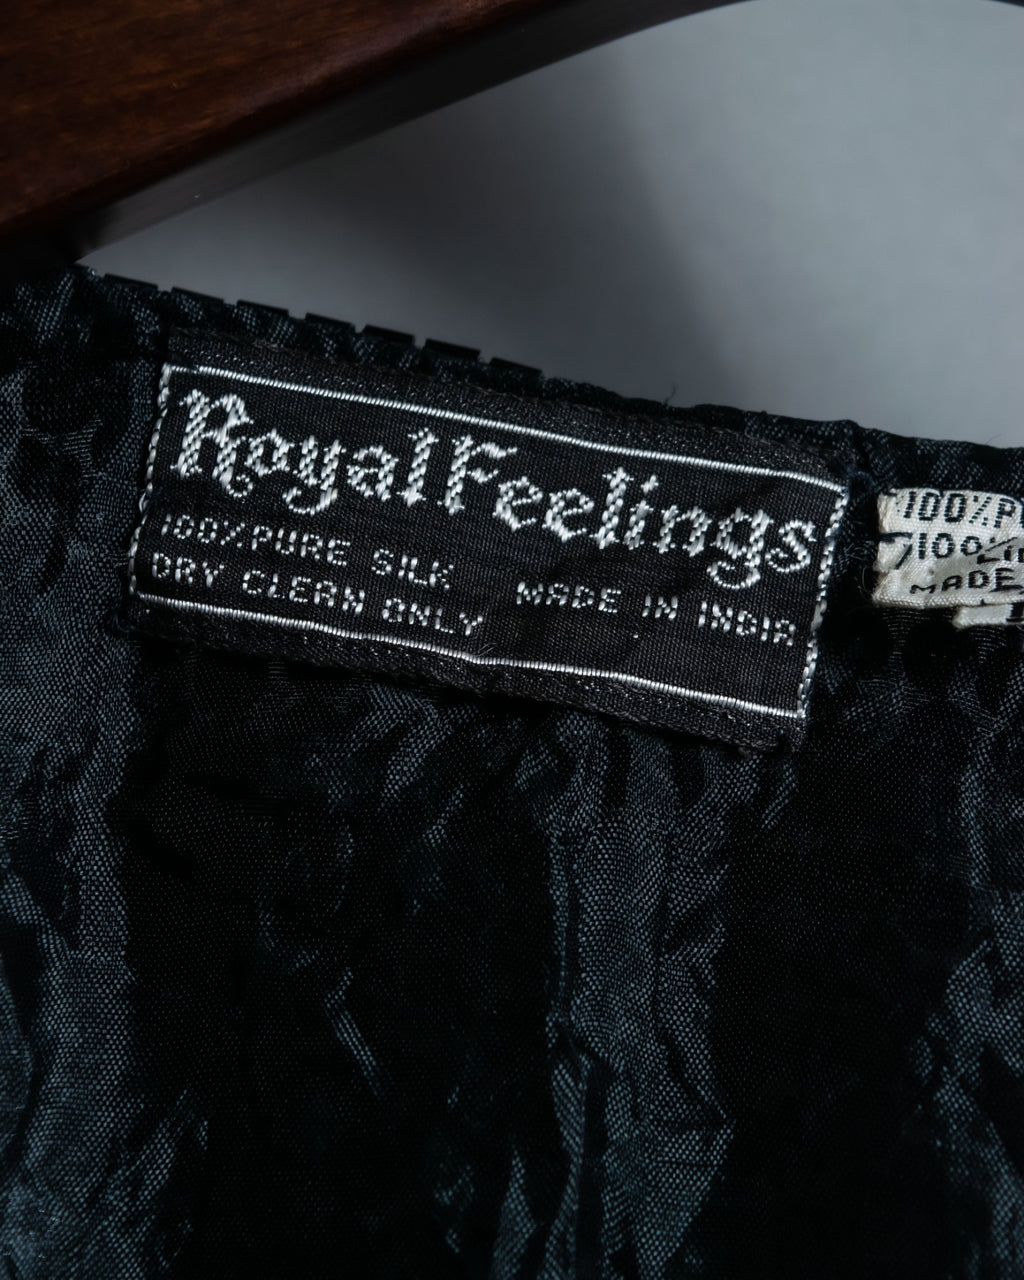 Royal Feelings
100% PURE SILK MADE IN INDIA
DRY CLEAN ONLY
100% P
100%
MADE